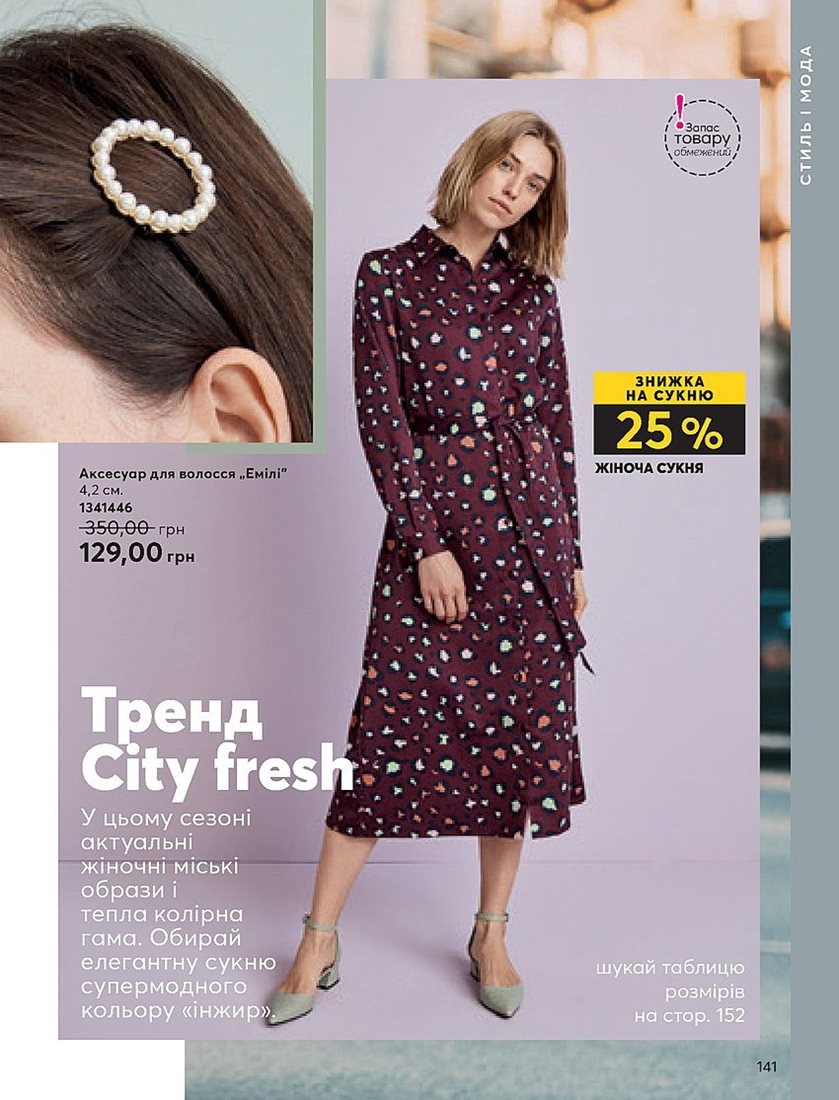 СТИЛЬ І МОДА
Запас
товару
обмежений
ЗНИЖКА
НА СУКНЮ
25 %
ЖІНОЧА СУКНЯ
Аксесуар для волосся „Емілі”
4,2 см.
1341446
350,00 грн
129,00 грн
Тренд
City fresh
У цьому сезоні
актуальні
жіночні міські
образи і
тепла колірна
гама. Обирай
елегантну сукню
супермодного
кольору «інжир».
шукай таблицю
розмірів
на стор. 152
141